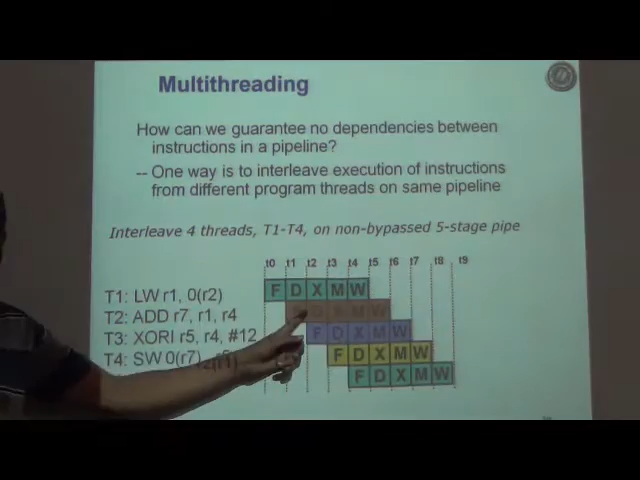 Multithreading
How can we guarantee no dependencies between
instructions in a pipeline?
-- One way is to interleave execution of instructions
from different program threads on same pipeline
Interleave 4 threads, T1-T4, on non-bypassed 5-stage pipe
t0 t1 t2 t3 t4 t5 t6 t7 t8 t9
T1: LW r1, 0(r2) F D X M W
T2: ADD r7, r1, r4 D X M W
T3: XORI r5, r4, #12 F D X M W
T4: SW 0(r7), F D X M W
F D X M W